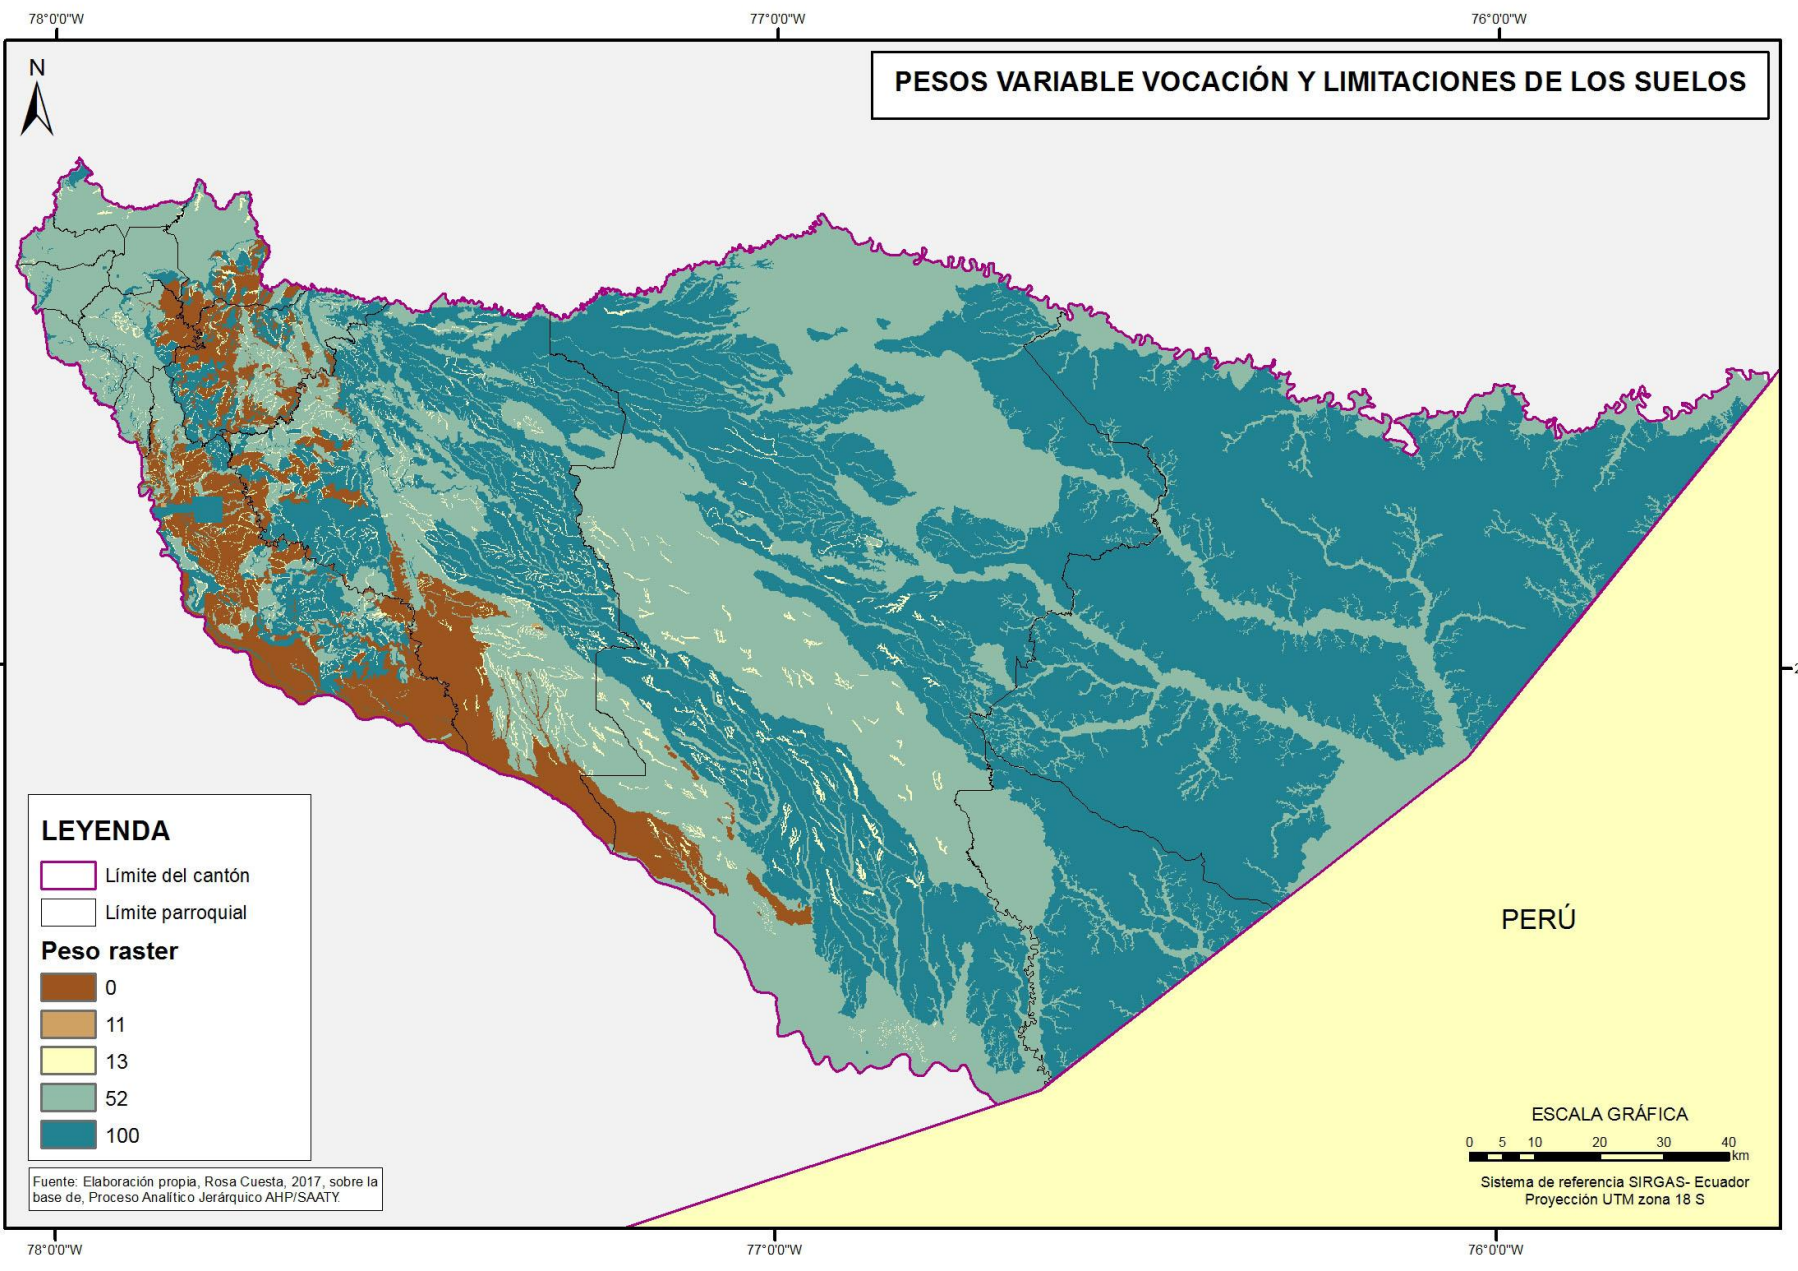 78°0'0"W
77°0'0"W
76°0'0"W
N
PESOS VARIABLE VOCACIÓN Y LIMITACIONES DE LOS SUELOS
LEYENDA
Límite del cantón
Límite parroquial
Peso raster
0
11
13
52
100
Fuente: Elaboración propia, Rosa Cuesta, 2017, sobre la
base de, Proceso Analítico Jerárquico AHP/SAATY.
PERÚ
ESCALA GRÁFICA
0 5 10 20 30 40
km
Sistema de referencia SIRGAS- Ecuador
Proyección UTM zona 18 S
78°0'0"W
77°0'0"W
76°0'0"W